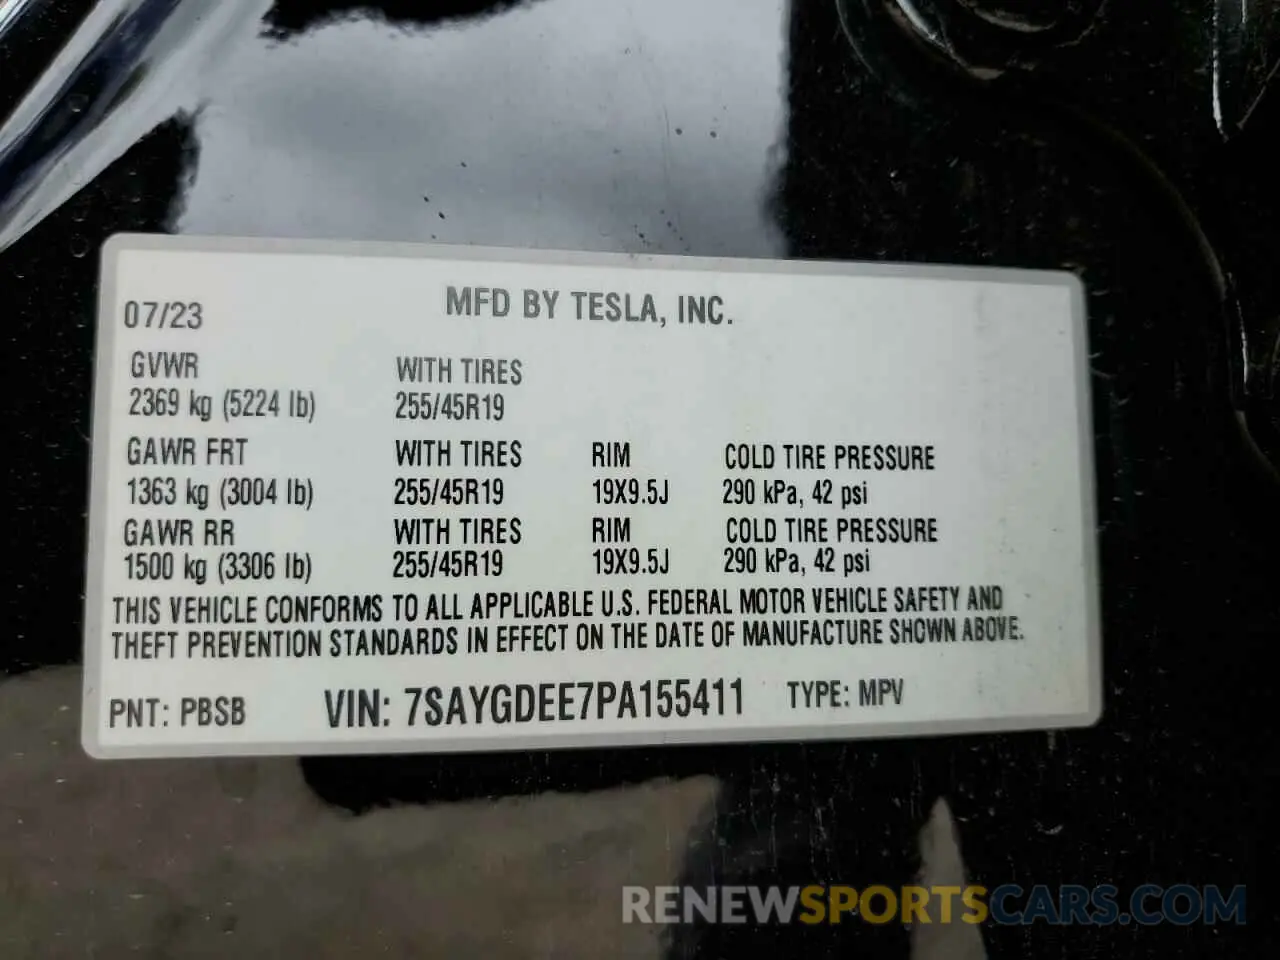 07/23 MFD BY TESLA, INC.
GVWR WITH TIRES
2369 kg (5224 lb) 255/45R19
GAWR FRT WITH TIRES RIM COLD TIRE PRESSURE
1363 kg (3004 lb) 255/45R19 19X9.5J 290 kPa, 42 psi
GAWR RR WITH TIRES RIM COLD TIRE PRESSURE
1500 kg (3306 lb) 255/45R19 19X9.5J 290 kPa, 42 psi
THIS VEHICLE CONFORMS TO ALL APPLICABLE U.S. FEDERAL MOTOR VEHICLE SAFETY AND
THEFT PREVENTION STANDARDS IN EFFECT ON THE DATE OF MANUFACTURE SHOWN ABOVE.
PNT: PBSB VIN: 7SAYGDEE7PA155411 TYPE: MPV
RENEWSPORTSCARS.COM